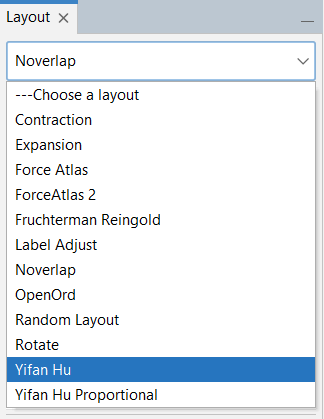 Layout
Noverlap
---Choose a layout
Contraction
Expansion
Force Atlas
ForceAtlas 2
Fruchterman Reingold
Label Adjust
Noverlap
OpenOrd
Random Layout
Rotate
Yifan Hu
Yifan Hu Proportional